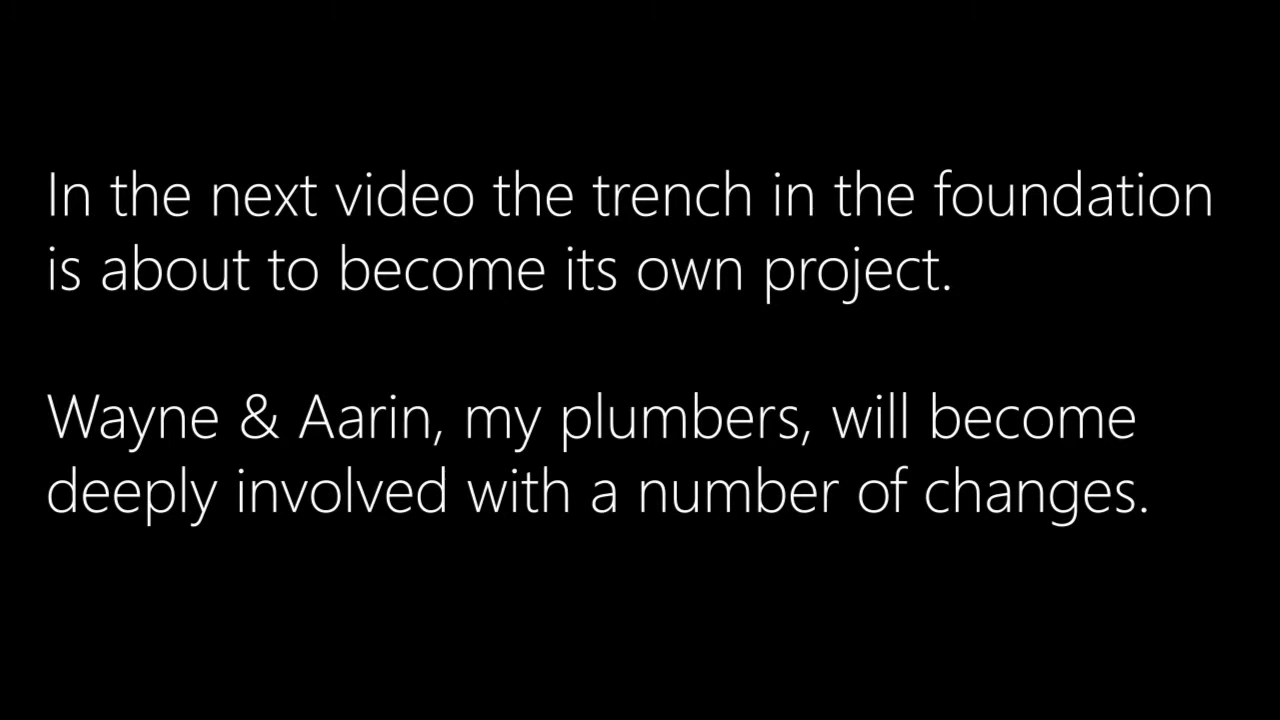 In the next video the trench in the foundation
is about to become its own project.
Wayne & Aarin, my plumbers, will become
deeply involved with a number of changes.